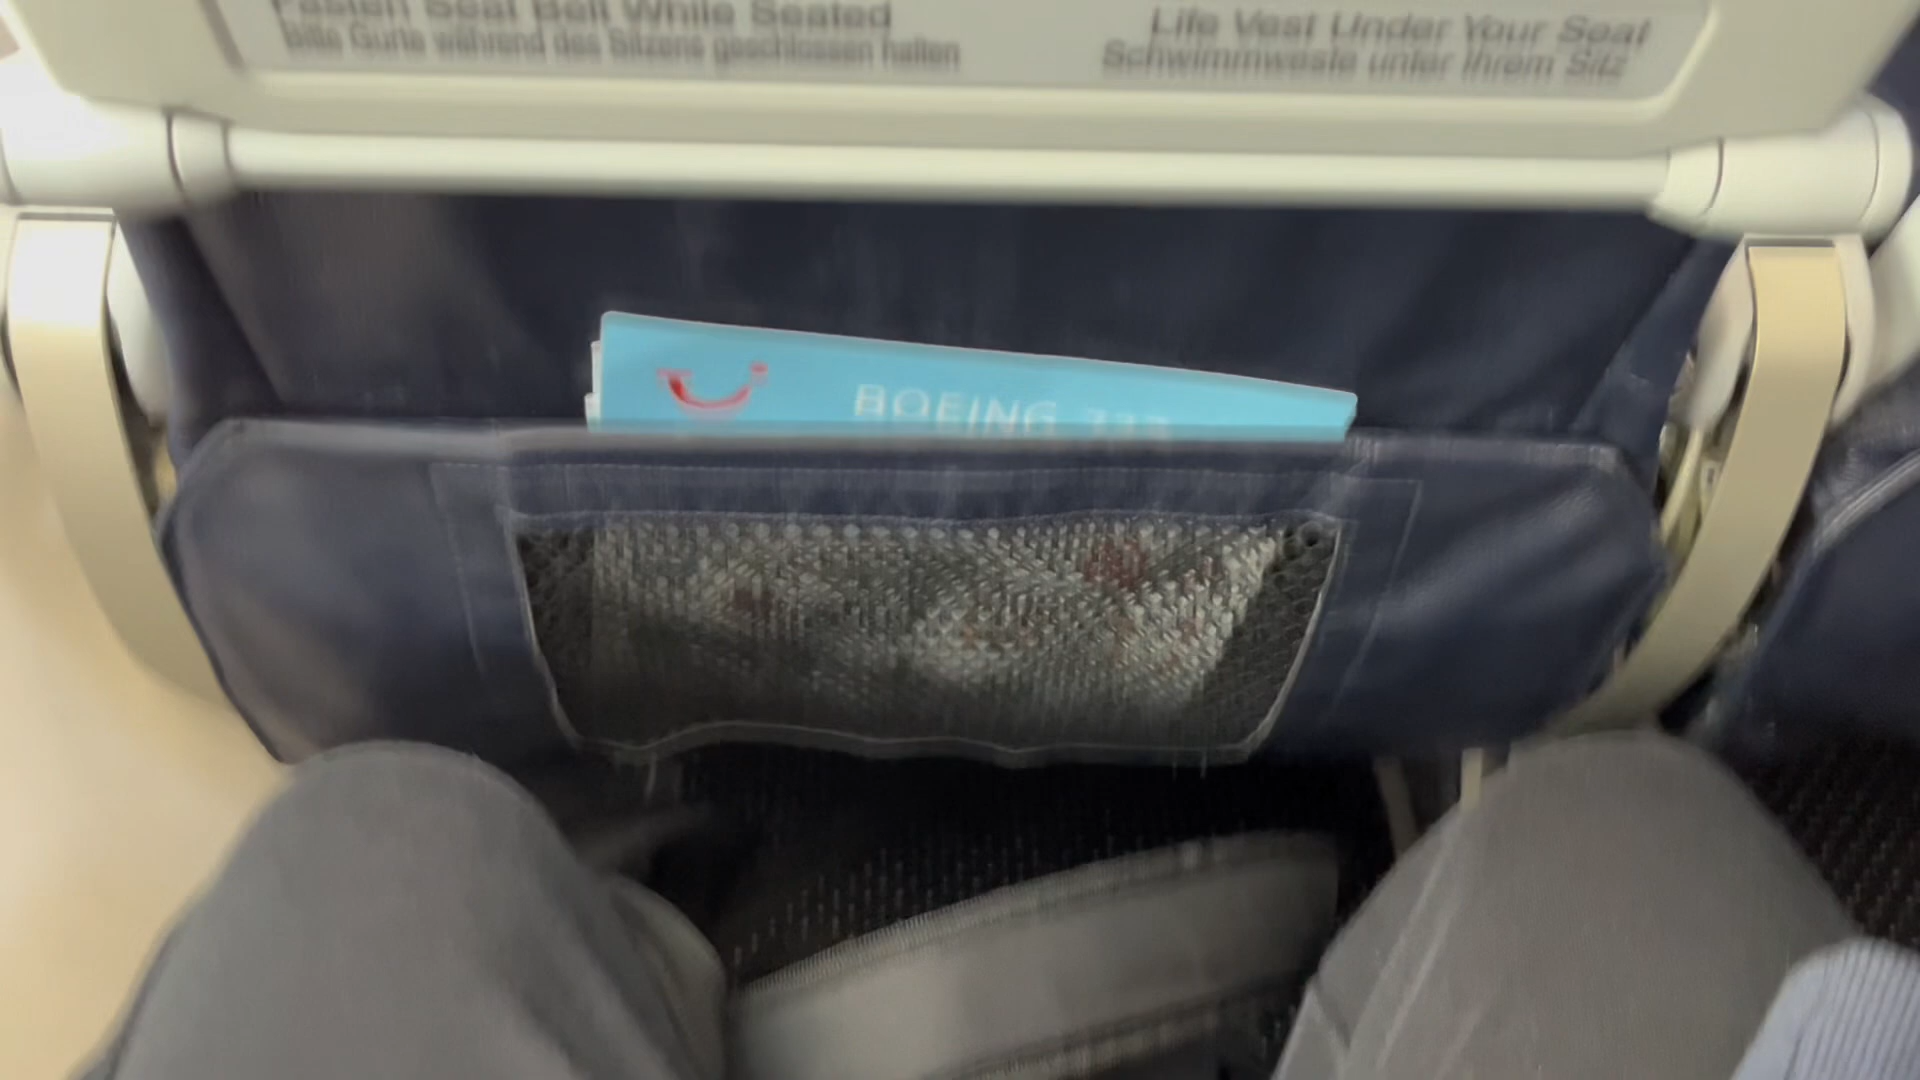 Fasten Seat Belt While Seated
Bitte Gurte während des Sitzens geschlossen halten
Life Vest Under Your Seat
Schwimmweste unter Ihrem Sitz
BOEING 737